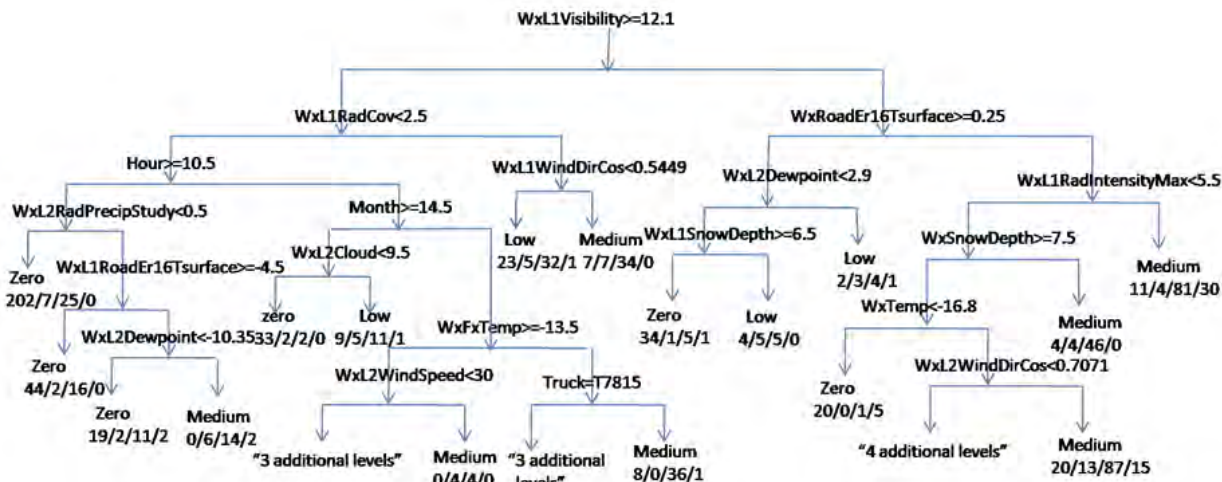 WxL1Visibility>=12.1
WxL1RadCov<2.5
WxRoadEr16Tsurface>=0.25
Hour>=10.5
WxL1WindDirCos<0.5449
WxL2Dewpoint<2.9
WxL1RadIntensityMax<5.5
WxL2RadPrecipStudy<0.5
Month>=14.5
Low
23/5/32/1
Medium
7/7/34/0
WxL1SnowDepth>=6.5
Low
2/3/4/1
WxSnowDepth>=7.5
Medium
11/4/81/30
Zero
202/7/25/0
WxL1RoadEr16Tsurface>=-4.5
WxL2Cloud<9.5
zero
33/2/2/0
Low
9/5/11/1
WxFxTemp>=-13.5
Zero
34/1/5/1
Low
4/5/5/0
WxTemp<-16.8
Medium
4/4/46/0
Zero
44/2/16/0
WxL2Dewpoint<-10.35
Zero
19/2/11/2
Medium
0/6/14/2
WxL2WindSpeed<30
Truck=T7815
Zero
20/0/1/5
WxL2WindDirCos<0.7071
"3 additional levels"
Medium
0/4/4/0
"3 additional
levels"
Medium
8/0/36/1
"4 additional levels"
Medium
20/13/87/15